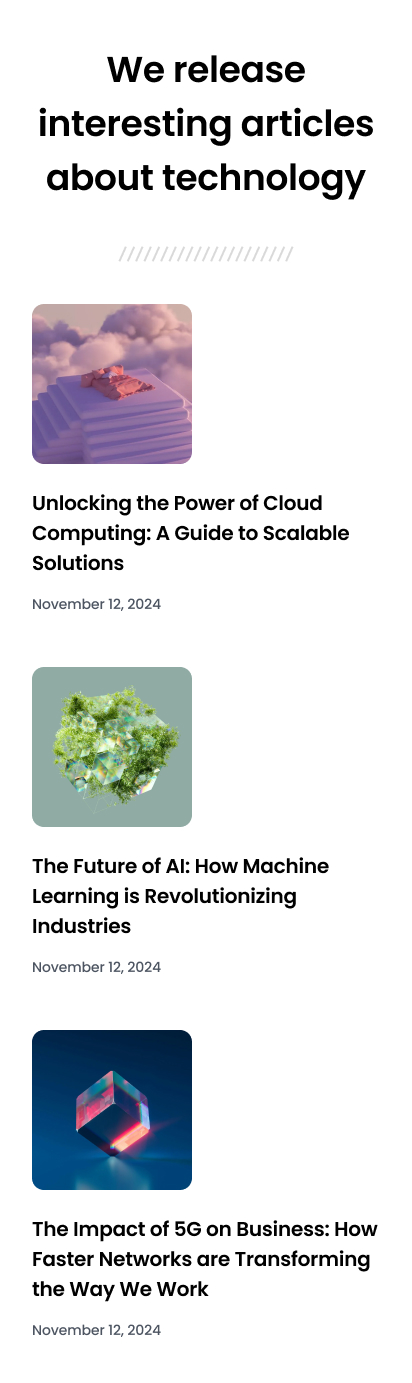 We release
interesting articles
about technology
Unlocking the Power of Cloud
Computing: A Guide to Scalable
Solutions
November 12, 2024
The Future of AI: How Machine
Learning is Revolutionizing
Industries
November 12, 2024
The Impact of 5G on Business: How
Faster Networks are Transforming
the Way We Work
November 12, 2024